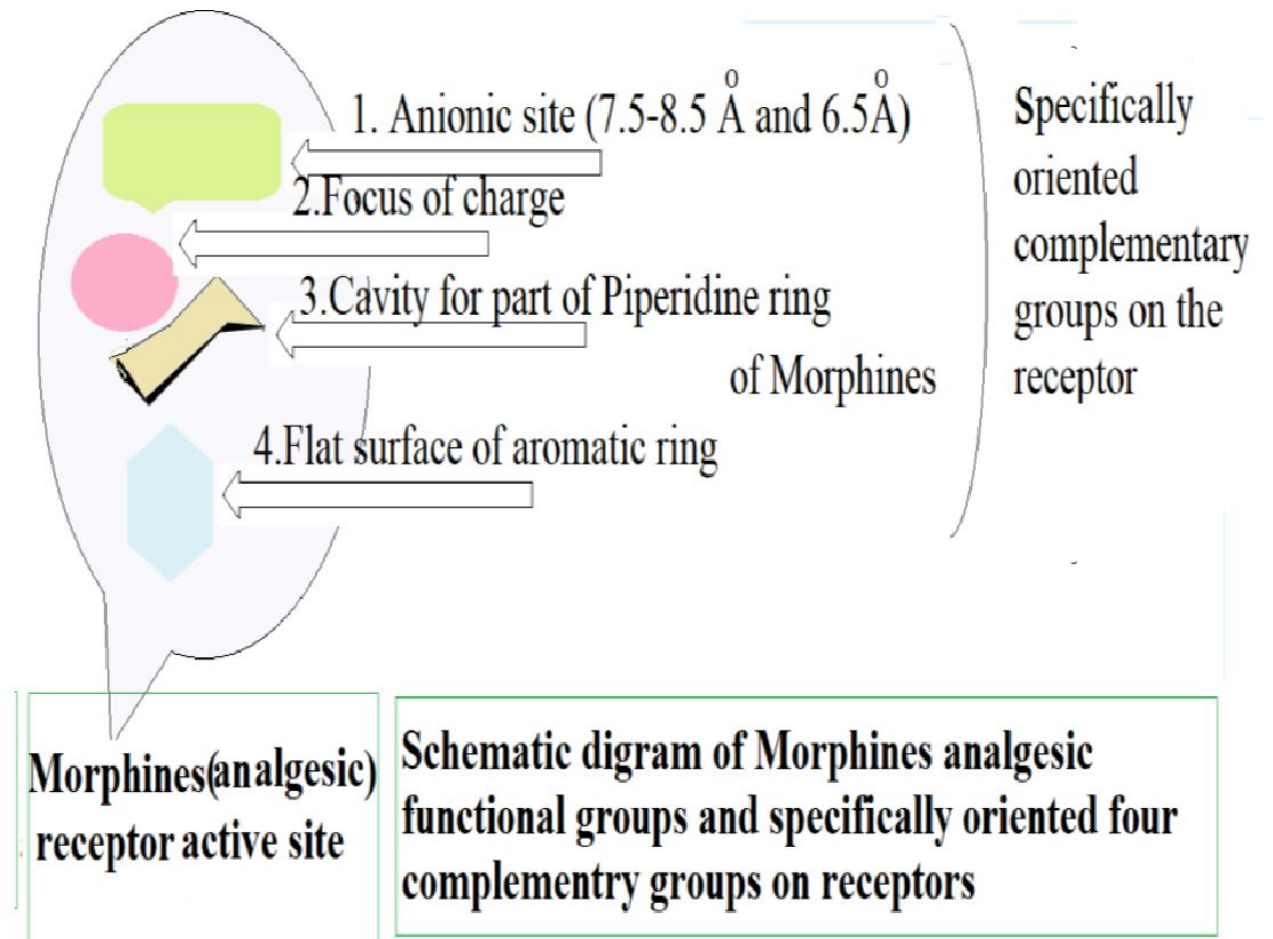 1. Anionic site (7.5-8.5 Å and 6.5Å)
2.Focus of charge
3.Cavity for part of Piperidine ring
of Morphines
4.Flat surface of aromatic ring
Specifically
oriented
complementary
groups on the
receptor
Morphines(analgesic)
receptor active site
Schematic digram of Morphines analgesic
functional groups and specifically oriented four
complementry groups on receptors